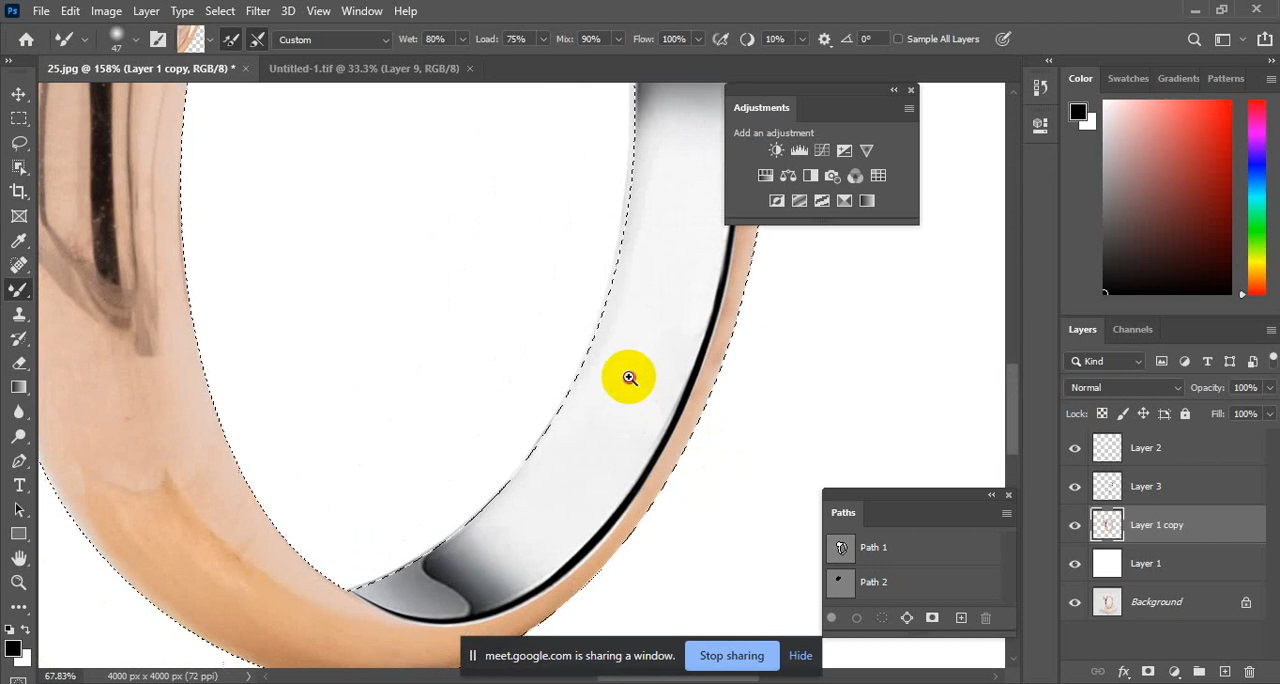 Ps File Edit Image Layer Type Select Filter 3D View Window Help
47 Custom Wet: 80% Load: 75% Mix: 90% Flow: 100% 10% 0° Sample All Layers
25.jpg @ 158% (Layer 1 copy, RGB/8) * × Untitled-1.tif @ 33.3% (Layer 9, RGB/8) ×
Color Swatches Gradients Patterns
Adjustments
Add an adjustment
Layers Channels
Kind
Normal Opacity: 100%
Lock: Fill: 100%
Layer 2
Layer 3
Layer 1 copy
Layer 1
Background
Paths
Path 1
Path 2
meet.google.com is sharing a window. Stop sharing Hide
67.83% 4000 px x 4000 px (72 ppi)